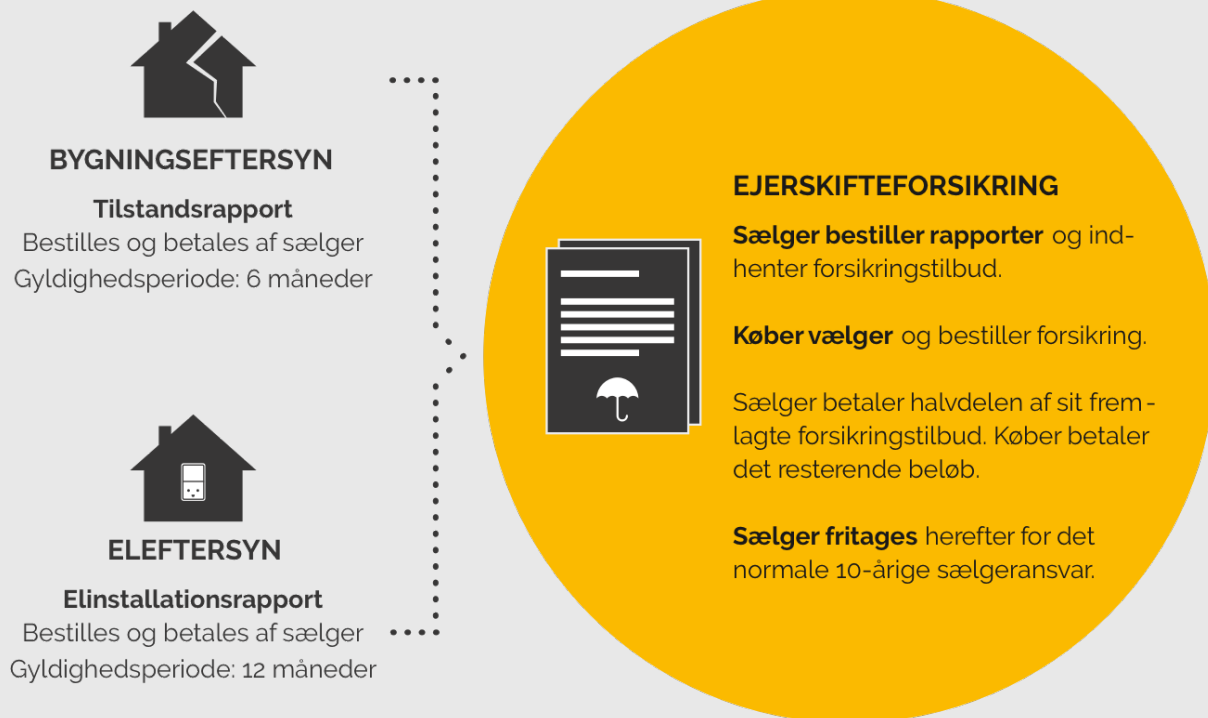 BYGNINGSEFTERSYN
Tilstandsrapport
Bestilles og betales af sælger
Gyldighedsperiode: 6 måneder
ELEFTERSYN
Elinstallationsrapport
Bestilles og betales af sælger
Gyldighedsperiode: 12 måneder
EJERSKIFTEFORSIKRING
Sælger bestiller rapporter og ind-
henter forsikringstilbud.
Køber vælger og bestiller forsikring.
Sælger betaler halvdelen af sit frem-
lagte forsikringstilbud. Køber betaler
det resterende beløb.
Sælger fritages herefter for det
normale 10-årige sælgeransvar.